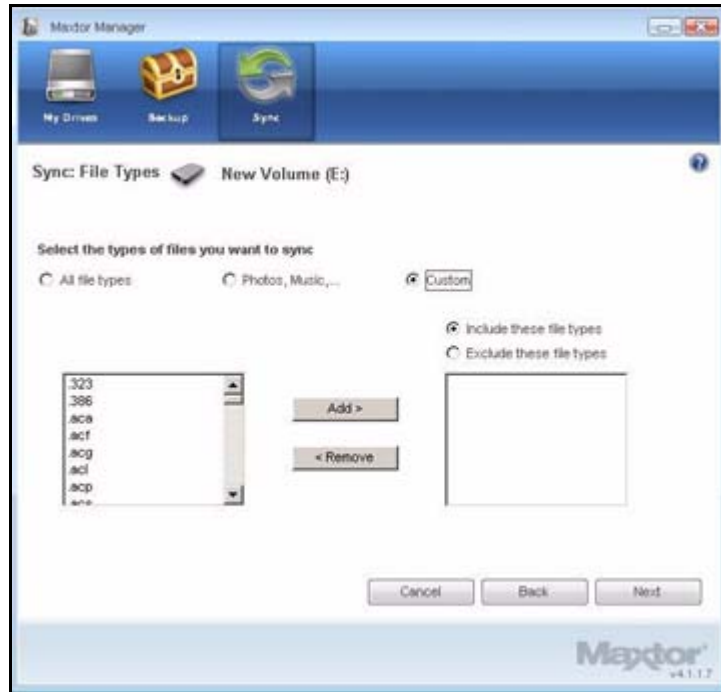 Maxtor Manager
My Drives Backup Sync
Sync: File Types New Volume (E:)
Select the types of files you want to sync
All file types Photos, Music,... Custom
Include these file types
Exclude these file types
.323
.386
.aca
.acf
.acg
.acl
.acp
.acs
Add >
< Remove
Cancel Back Next
Maxtor
v4.1.1.7